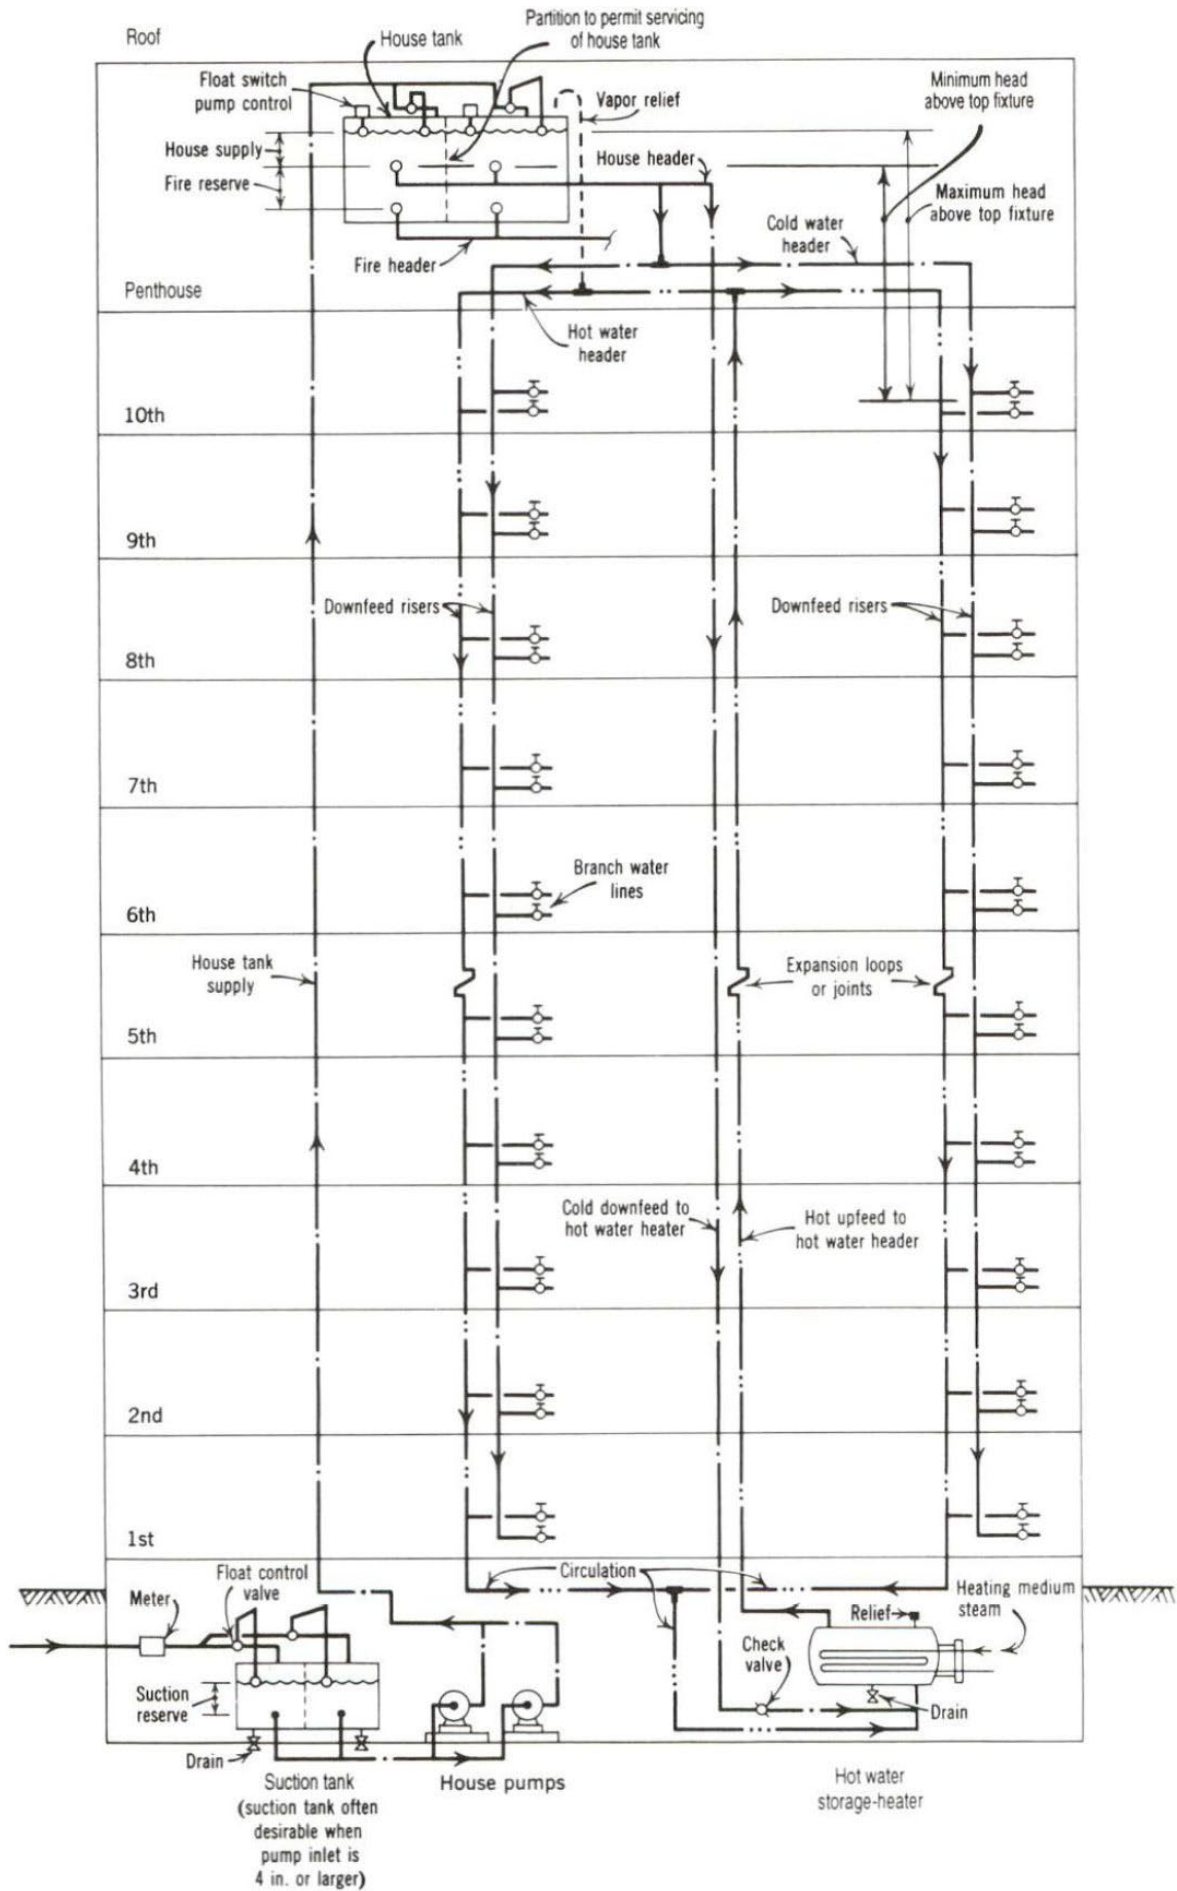 Roof
House tank
Partition to permit servicing
of house tank
Float switch
pump control
Vapor relief
Minimum head
above top fixture
House supply
House header
Fire reserve
Maximum head
above top fixture
Cold water
header
Fire header
Penthouse
Hot water
header
10th
9th
Downfeed risers
Downfeed risers
8th
7th
Branch water
lines
6th
House tank
supply
Expansion loops
or joints
5th
4th
Cold downfeed to
hot water heater
Hot upfeed to
hot water header
3rd
2nd
1st
Float control
valve
Circulation
Meter
Heating medium
steam
Relief
Check
valve
Suction
reserve
Drain
Drain
Suction tank
(suction tank often
desirable when
pump inlet is
4 in. or larger)
House pumps
Hot water
storage-heater